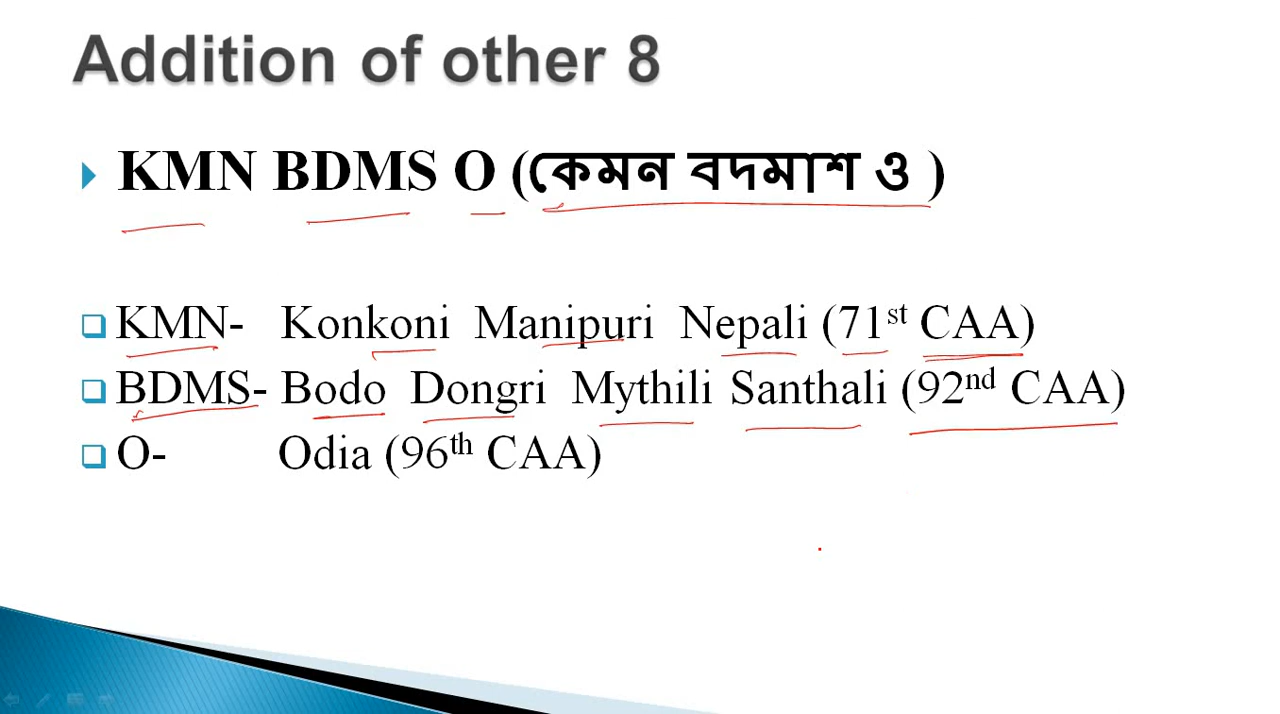 Addition of other 8
KMN BDMS O (কেমন বদমাশ ও )
KMN- Konkoni Manipuri Nepali (71st CAA)
BDMS- Bodo Dongri Mythili Santhali (92nd CAA)
O- Odia (96th CAA)